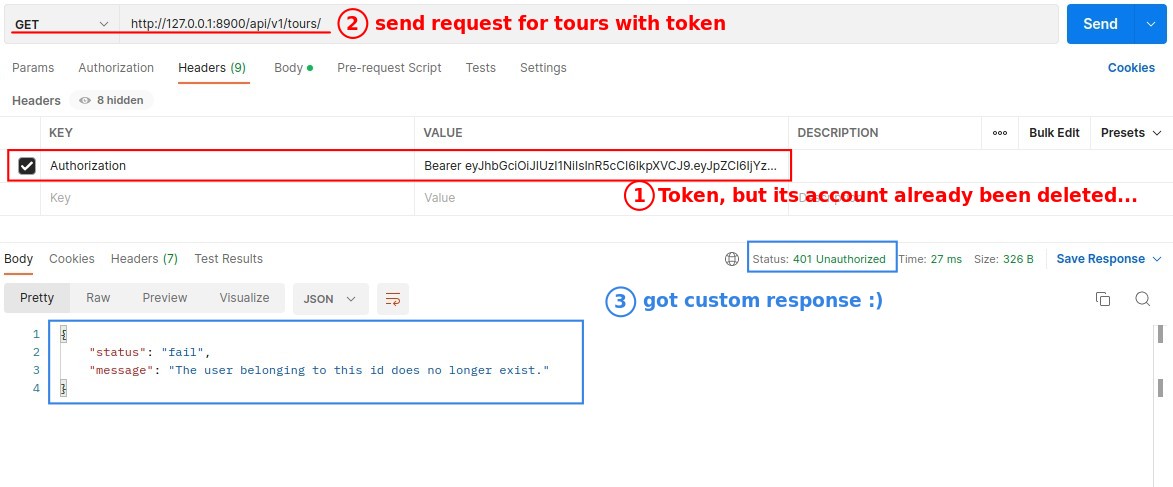 GET http://127.0.0.1:8900/api/v1/tours/ 2 send request for tours with token Send
Params Authorization Headers (9) Body Pre-request Script Tests Settings Cookies
Headers 8 hidden
KEY VALUE DESCRIPTION Bulk Edit Presets
Authorization Bearer eyJhbGciOiJIUzI1NiIsInR5cCI6IkpXVCJ9.eyJpZCI6IjYz...
Key Value
1 Token, but its account already been deleted...
Body Cookies Headers (7) Test Results Status: 401 Unauthorized Time: 27 ms Size: 326 B Save Response
Pretty Raw Preview Visualize JSON 3 got custom response :)
1 {
2 "status": "fail",
3 "message": "The user belonging to this id does no longer exist."
4 }